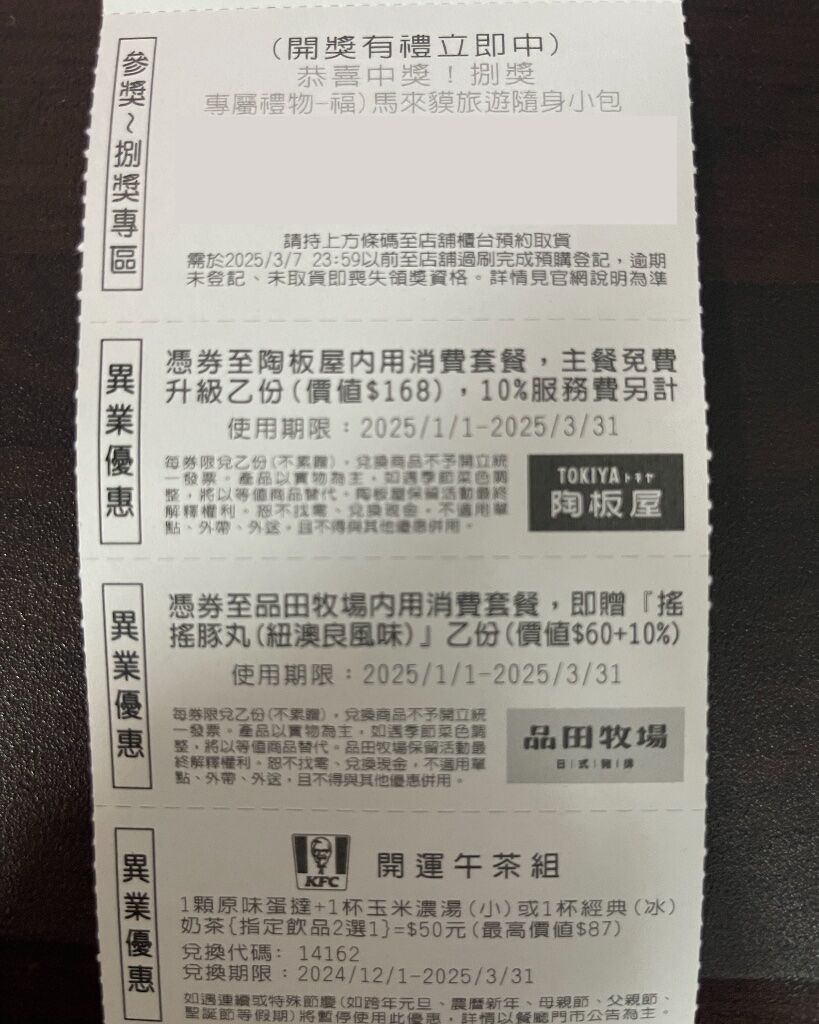 參獎~捌獎專區
(開獎有禮立即中)
恭喜中獎！捌獎
專屬禮物-福)馬來貘旅遊隨身小包
請持上方條碼至店舖櫃台預約取貨
需於2025/3/7 23:59以前至店舖過刷完成預購登記，逾期
未登記、未取貨即喪失領獎資格。詳情見官網說明為準
異業優惠
憑券至陶板屋內用消費套餐，主餐免費
升級乙份(價值$168)，10%服務費另計
使用期限：2025/1/1-2025/3/31
每券限兌乙份(不累贈)。兌換商品不予開立統
一發票。產品以實物為主，如遇季節菜色調
整，將以等值商品替代。陶板屋保留活動最終
解釋權利。恕不找零、兌換現金，不適用單
點、外帶、外送，且不得與其他優惠併用。
TOKIYA トキヤ
陶板屋
異業優惠
憑券至品田牧場內用消費套餐，即贈『搖
搖豚丸(紐澳良風味)』乙份(價值$60+10%)
使用期限：2025/1/1-2025/3/31
每券限兌乙份(不累贈)。兌換商品不予開立統
一發票。產品以實物為主，如遇季節菜色調
整，將以等值商品替代。品田牧場保留活動最
終解釋權利。恕不找零、兌換現金，不適用單
點、外帶、外送，且不得與其他優惠併用。
品田牧場
日|式|豬|排
異業優惠
KFC
開運午茶組
1顆原味蛋撻+1杯玉米濃湯(小)或1杯經典(冰)
奶茶{指定飲品2選1}=$50元(最高價值$87)
兌換代碼: 14162
兌換期限：2024/12/1-2025/3/31
如遇連續或特殊節慶(如跨年元旦、農曆新年、母親節、父親節、
聖誕節等假期)將暫停使用此優惠，詳情以餐廳門市公告為主。